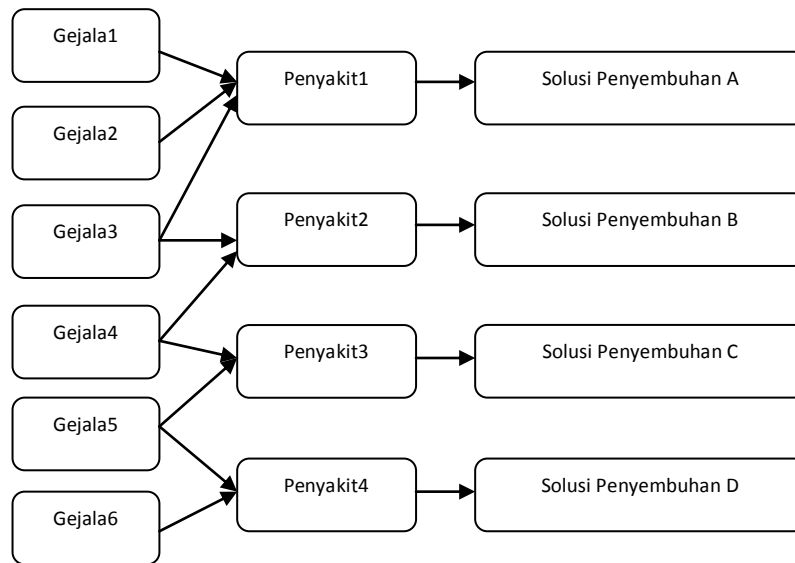 Gejala1
Gejala2
Gejala3
Gejala4
Gejala5
Gejala6
Penyakit1
Penyakit2
Penyakit3
Penyakit4
Solusi Penyembuhan A
Solusi Penyembuhan B
Solusi Penyembuhan C
Solusi Penyembuhan D